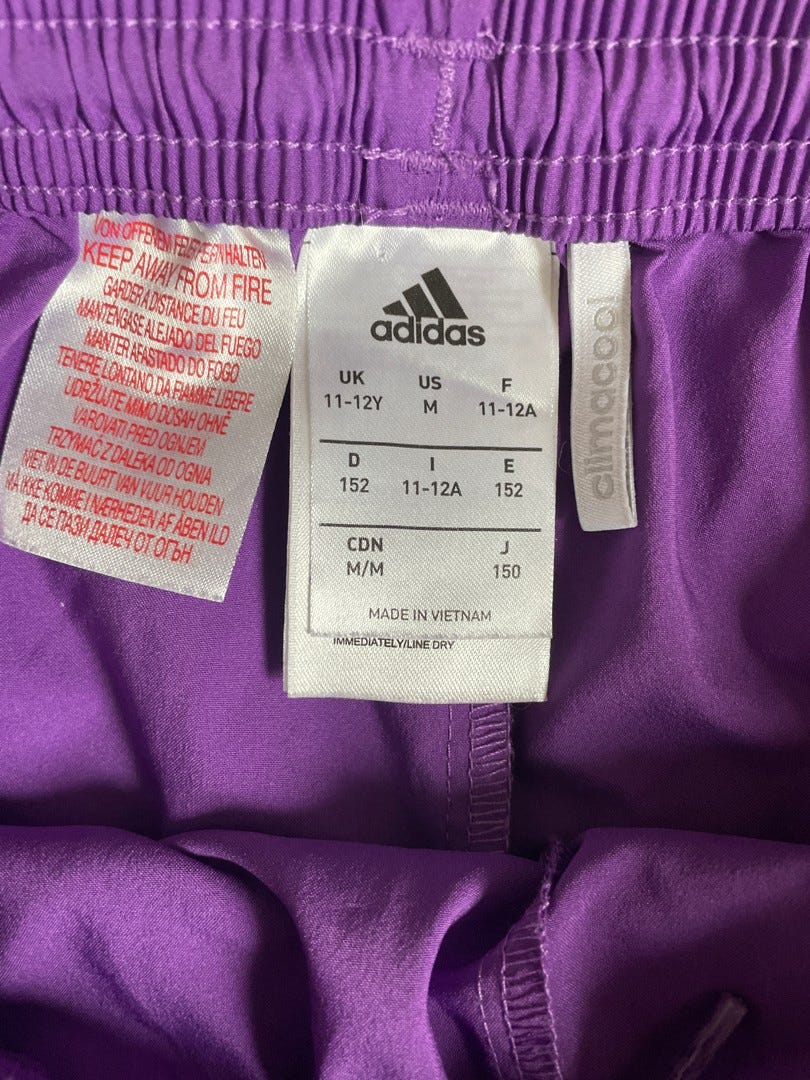 VON OFFENEM FEUER FERNHALTEN
KEEP AWAY FROM FIRE
GARDER A DISTANCE DU FEU
MANTÉNGASE ALEJADO DEL FUEGO
MANTER AFASTADO DO FOGO
TENERE LONTANO DA FIAMME LIBERE
UDRŽUJTE MIMO DOSAH OHNĚ
VAROVATI PRED OGNJEM
TRZYMAĆ Z DALEKA OD OGNIA
NIET IN DE BUURT VAN VUUR HOUDEN
MÅ IKKE KOMME I NÆRHEDEN AF ÅBEN ILD
ДА СЕ ПАЗИ ДАЛЕЧ ОТ ОГЪН
adidas
UK US F
11-12Y M 11-12A
D I E
152 11-12A 152
CDN J
M/M 150
MADE IN VIETNAM
IMMEDIATELY/LINE DRY
climacool